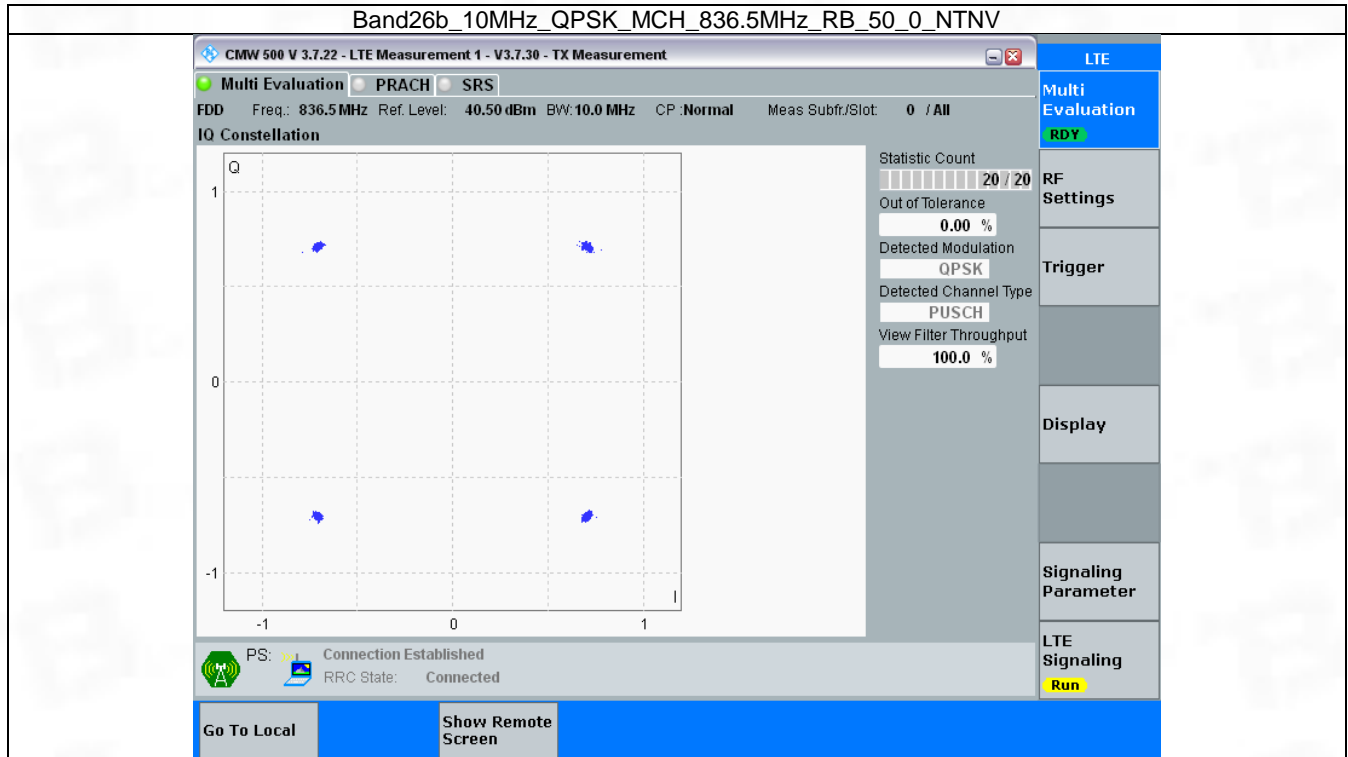 Band26b_10MHz_QPSK_MCH_836.5MHz_RB_50_0_NTNV
CMW 500 V 3.7.22 - LTE Measurement 1 - V3.7.30 - TX Measurement
Multi Evaluation PRACH SRS
FDD Freq.: 836.5 MHz Ref. Level: 40.50 dBm BW: 10.0 MHz CP :Normal Meas Subfr./Slot: 0 / All
IQ Constellation
Q
1
0
-1
I
-1 0 1
Statistic Count
20 / 20
Out of Tolerance
0.00 %
Detected Modulation
QPSK
Detected Channel Type
PUSCH
View Filter Throughput
100.0 %
PS: Connection Established
RRC State: Connected
LTE
Multi
Evaluation
RDY
RF
Settings
Trigger
Display
Signaling
Parameter
LTE
Signaling
Run
Go To Local
Show Remote
Screen